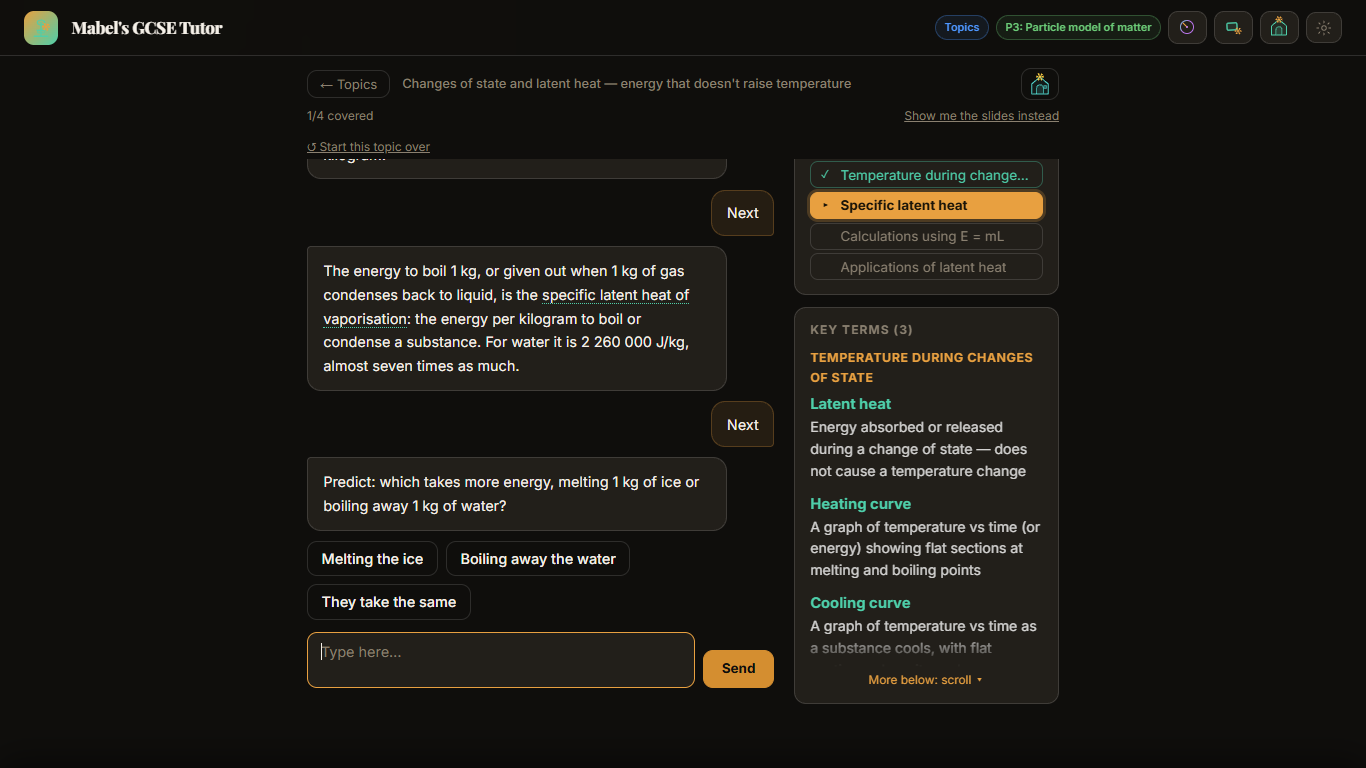 Mabel's GCSE Tutor
Topics
P3: Particle model of matter
← Topics
Changes of state and latent heat — energy that doesn't raise temperature
1/4 covered
Show me the slides instead
↺ Start this topic over
Next
The energy to boil 1 kg, or given out when 1 kg of gas
condenses back to liquid, is the specific latent heat of
vaporisation: the energy per kilogram to boil or
condense a substance. For water it is 2 260 000 J/kg,
almost seven times as much.
Next
Predict: which takes more energy, melting 1 kg of ice or
boiling away 1 kg of water?
Melting the ice
Boiling away the water
They take the same
Type here...
Send
✓ Temperature during change...
▸ Specific latent heat
Calculations using E = mL
Applications of latent heat
KEY TERMS (3)
TEMPERATURE DURING CHANGES
OF STATE
Latent heat
Energy absorbed or released
during a change of state — does
not cause a temperature change
Heating curve
A graph of temperature vs time (or
energy) showing flat sections at
melting and boiling points
Cooling curve
A graph of temperature vs time as
a substance cools, with flat
More below: scroll ▾